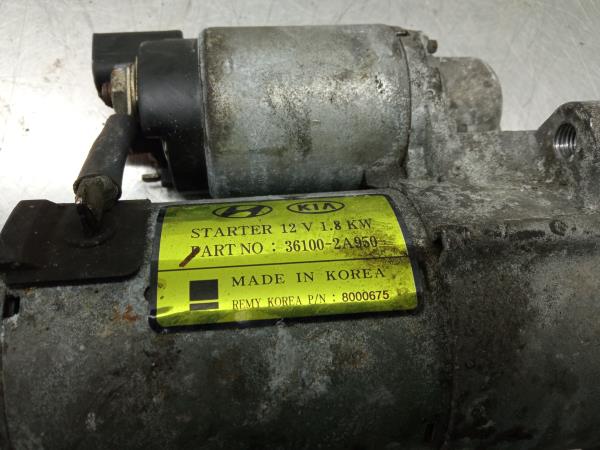 KIA
STARTER 12 V 1.8 KW
PART NO : 36100-2A950
MADE IN KOREA
REMY KOREA P/N : 8000675